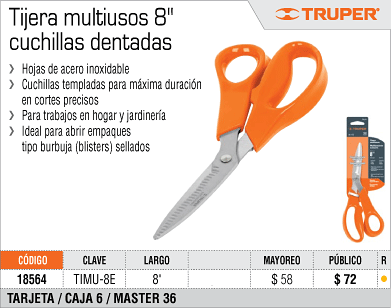 Tijera multiusos 8"
cuchillas dentadas
TRUPER®
Hojas de acero inoxidable
Cuchillas templadas para máxima duración
en cortes precisos
Para trabajos en hogar y jardinería
Ideal para abrir empaques
tipo burbuja (blisters) sellados
CÓDIGO CLAVE LARGO MAYOREO PÚBLICO R
18564 TIMU-8E 8' $ 58 $ 72
TARJETA / CAJA 6 / MASTER 36